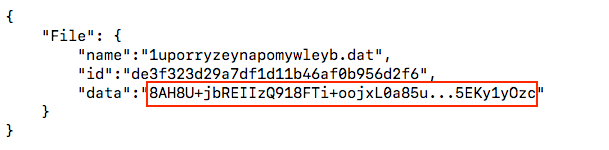 {
"File": {
"name":"1uporryzeynapomywleyb.dat",
"id":"de3f323d29a7df1d11b46af0b956d2f6",
"data":"8AH8U+jbREIIzQ918FTi+oojxL0a85u...5EKy1yOzc"
}
}